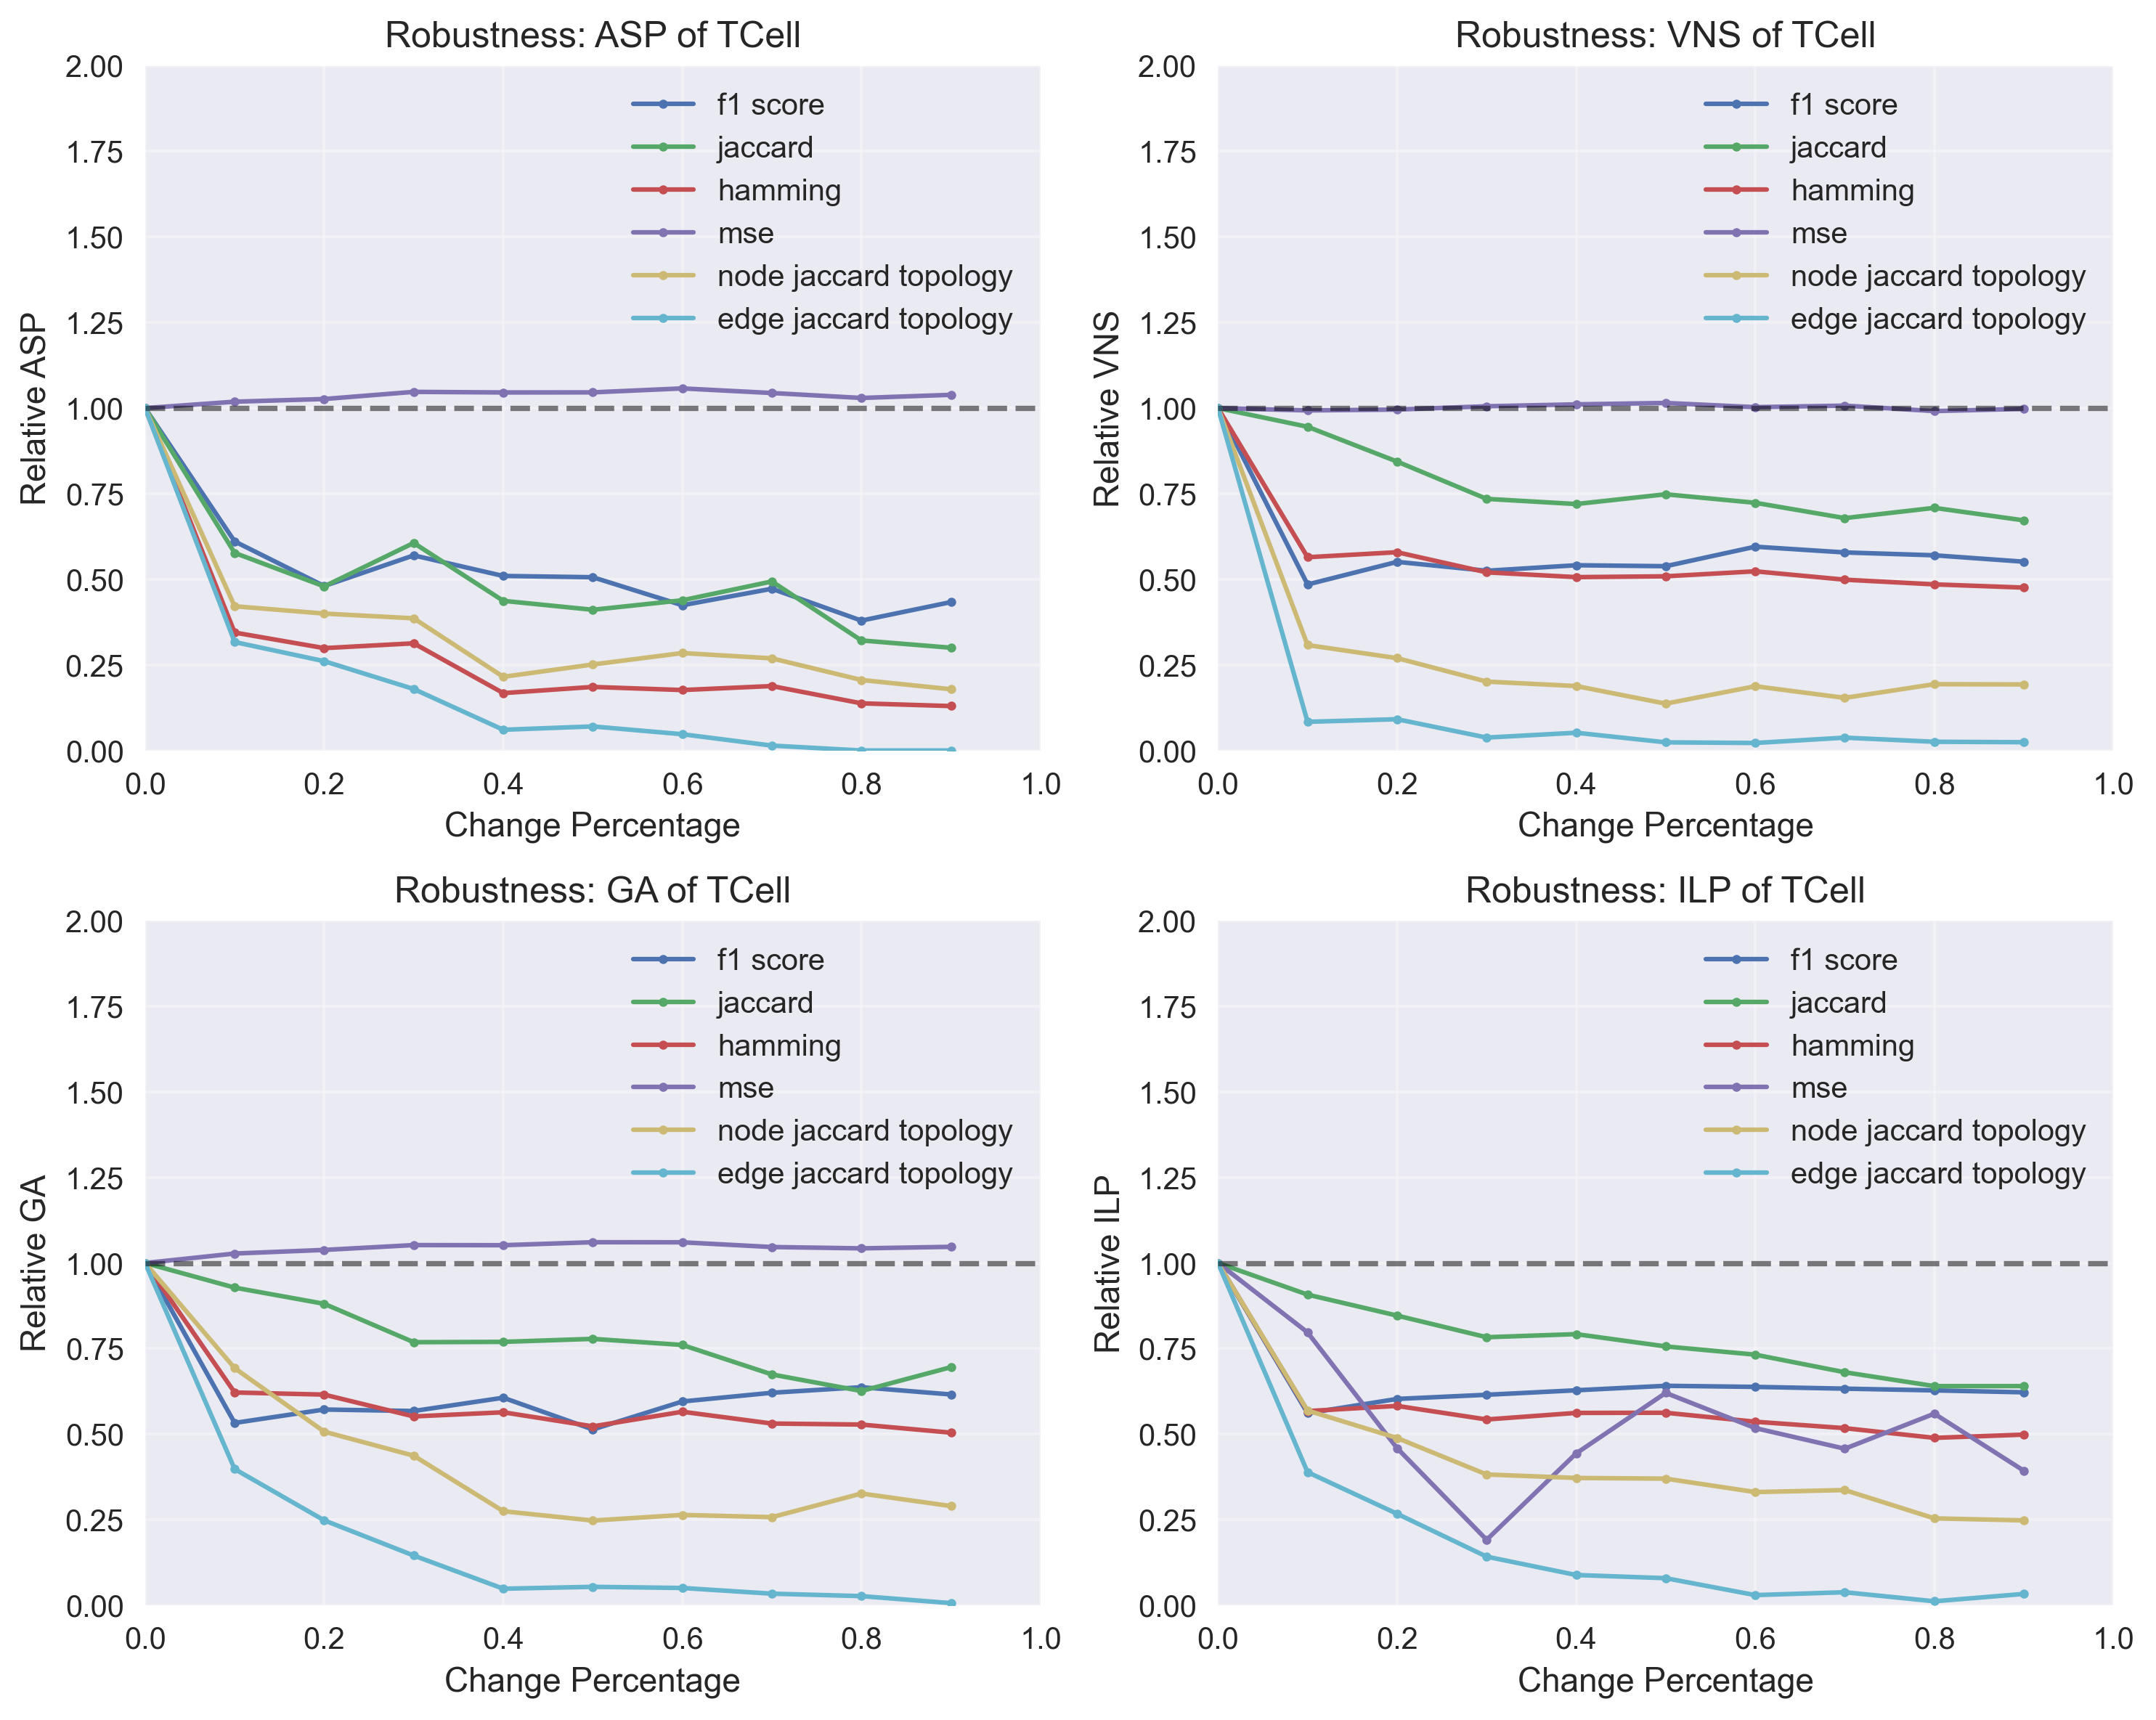 Robustness: ASP of TCell
2.00
1.75
1.50
1.25
1.00
0.75
0.50
0.25
0.00
Relative ASP
f1 score
jaccard
hamming
mse
node jaccard topology
edge jaccard topology
0.0 0.2 0.4 0.6 0.8 1.0
Change Percentage
Robustness: VNS of TCell
2.00
1.75
1.50
1.25
1.00
0.75
0.50
0.25
0.00
Relative VNS
f1 score
jaccard
hamming
mse
node jaccard topology
edge jaccard topology
0.0 0.2 0.4 0.6 0.8 1.0
Change Percentage
Robustness: GA of TCell
2.00
1.75
1.50
1.25
1.00
0.75
0.50
0.25
0.00
Relative GA
f1 score
jaccard
hamming
mse
node jaccard topology
edge jaccard topology
0.0 0.2 0.4 0.6 0.8 1.0
Change Percentage
Robustness: ILP of TCell
2.00
1.75
1.50
1.25
1.00
0.75
0.50
0.25
0.00
Relative ILP
f1 score
jaccard
hamming
mse
node jaccard topology
edge jaccard topology
0.0 0.2 0.4 0.6 0.8 1.0
Change Percentage